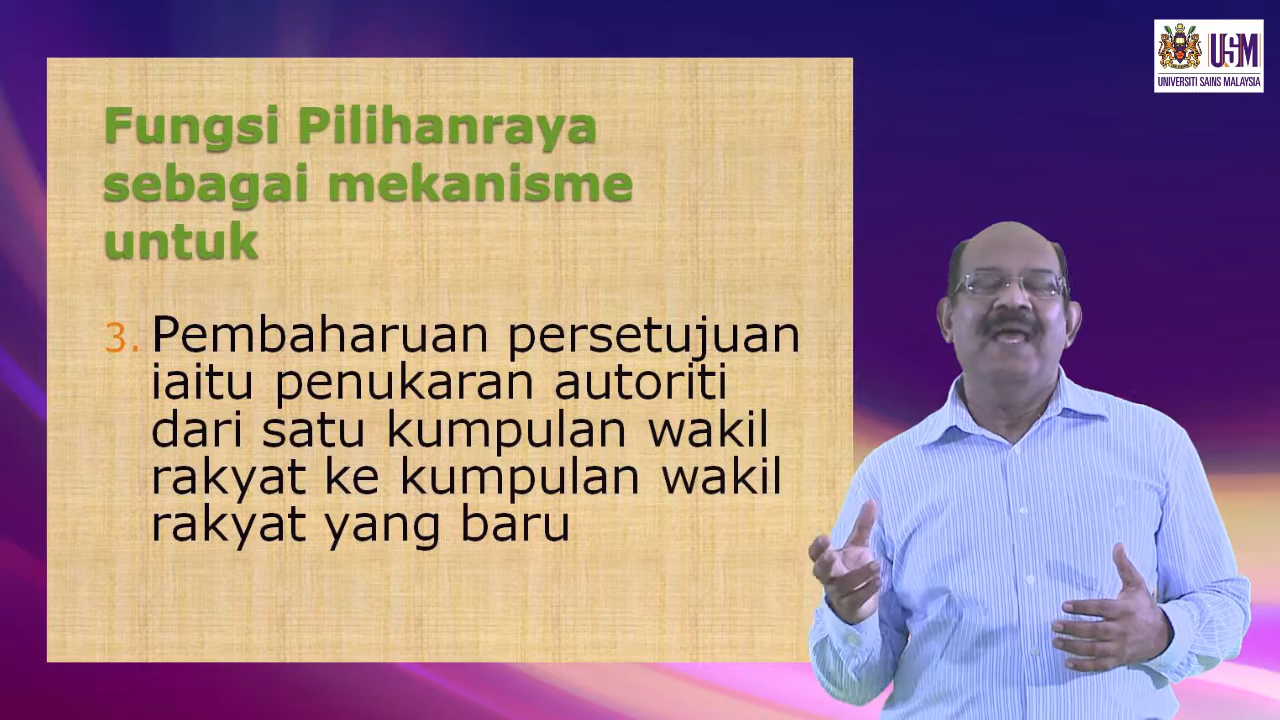 USM
UNIVERSITI SAINS MALAYSIA
Fungsi Pilihanraya
sebagai mekanisme
untuk
3. Pembaharuan persetujuan
iaitu penukaran autoriti
dari satu kumpulan wakil
rakyat ke kumpulan wakil
rakyat yang baru